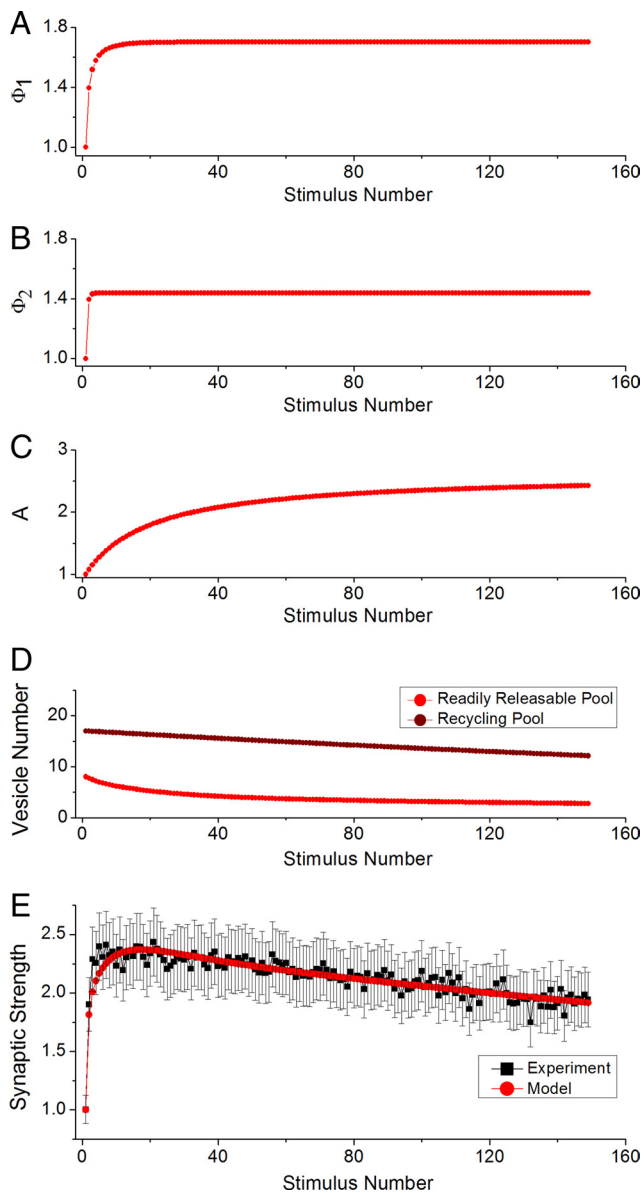 A
1.8
1.4
1.0
Φ1
0 40 80 120 160
Stimulus Number
B
1.8
1.4
1.0
Φ2
0 40 80 120 160
Stimulus Number
C
3
2
1
A
0 40 80 120 160
Stimulus Number
D
20
10
0
Vesicle Number
Readily Releasable Pool
Recycling Pool
0 40 80 120 160
Stimulus Number
E
2.5
2.0
1.5
1.0
Synaptic Strength
Experiment
Model
0 40 80 120 160
Stimulus Number